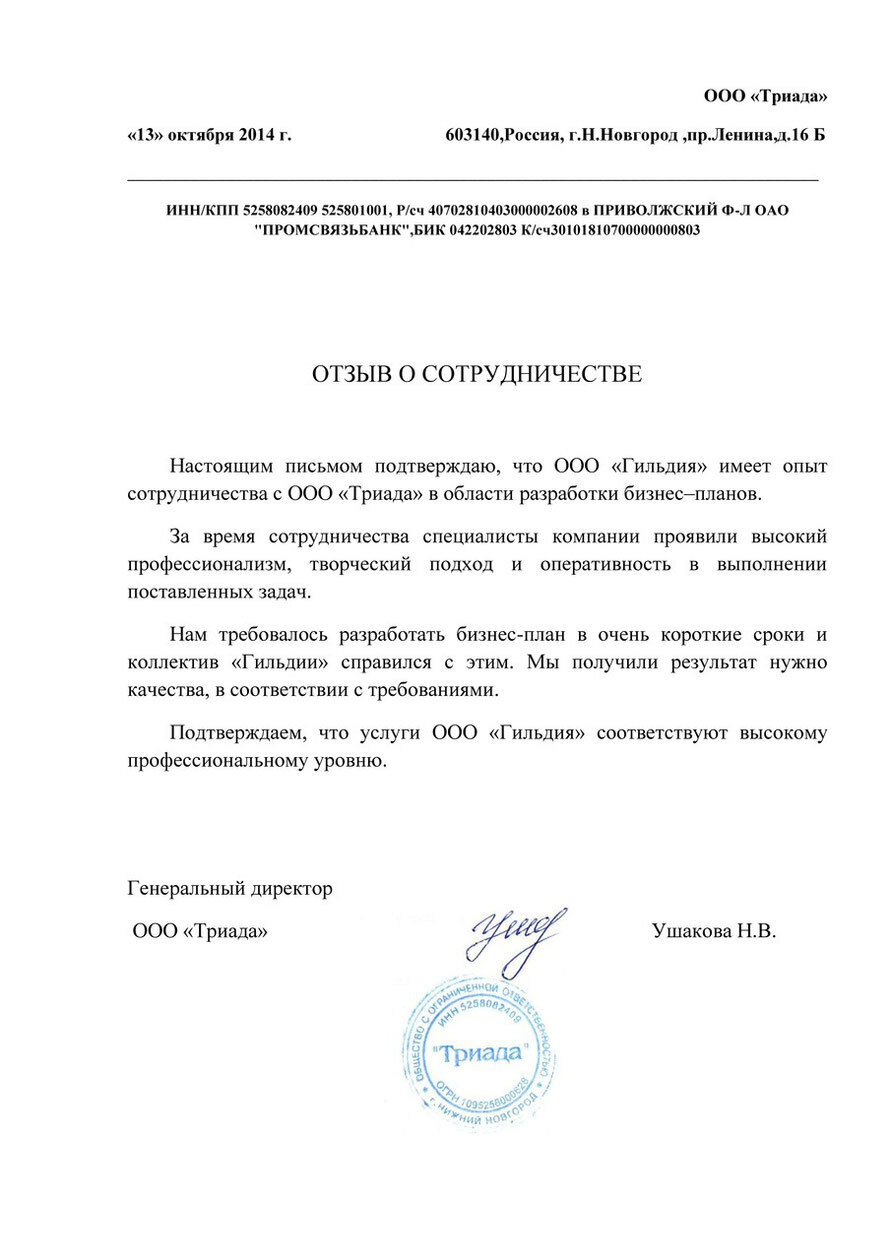 ООО «Триада»
«13» октября 2014 г. 603140,Россия, г.Н.Новгород ,пр.Ленина,д.16 Б
ИНН/КПП 5258082409 525801001, Р/сч 40702810403000002608 в ПРИВОЛЖСКИЙ Ф-Л ОАО
"ПРОМСВЯЗЬБАНК",БИК 042202803 К/сч30101810700000000803
ОТЗЫВ О СОТРУДНИЧЕСТВЕ
Настоящим письмом подтверждаю, что ООО «Гильдия» имеет опыт
сотрудничества с ООО «Триада» в области разработки бизнес–планов.
За время сотрудничества специалисты компании проявили высокий
профессионализм, творческий подход и оперативность в выполнении
поставленных задач.
Нам требовалось разработать бизнес-план в очень короткие сроки и
коллектив «Гильдии» справился с этим. Мы получили результат нужно
качества, в соответствии с требованиями.
Подтверждаем, что услуги ООО «Гильдия» соответствуют высокому
профессиональному уровню.
Генеральный директор
ООО «Триада» Ушакова Н.В.
ОБЩЕСТВО С ОГРАНИЧЕННОЙ ОТВЕТСТВЕННОСТЬЮ
ИНН 5258082409
"Триада"
ОГРН 1095258000628
* г. НИЖНИЙ НОВГОРОД *